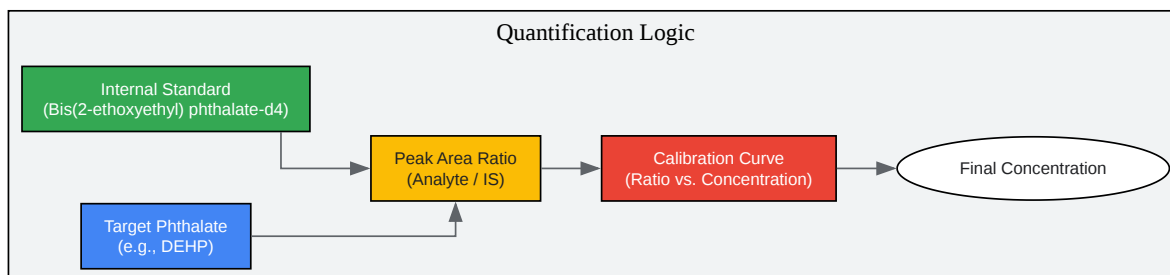 Quantification Logic
Internal Standard
(Bis(2-ethoxyethyl) phthalate-d4)
Peak Area Ratio
(Analyte / IS)
Calibration Curve
(Ratio vs. Concentration)
Final Concentration
Target Phthalate
(e.g., DEHP)